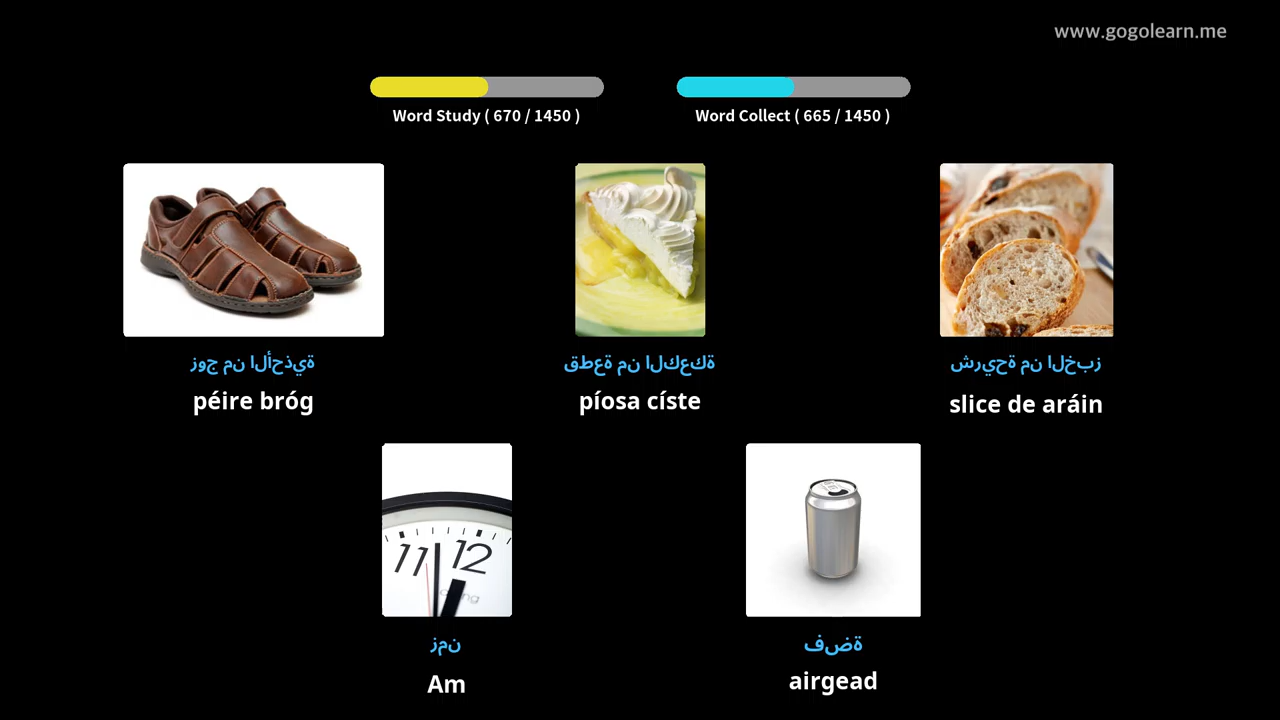 www.gogolearn.me
Word Study ( 670 / 1450 )
Word Collect ( 665 / 1450 )
زوج من الأحذية
péire bróg
قطعة من الكعكة
píosa císte
شريحة من الخبز
slice de aráin
زمن
Am
فضة
airgead